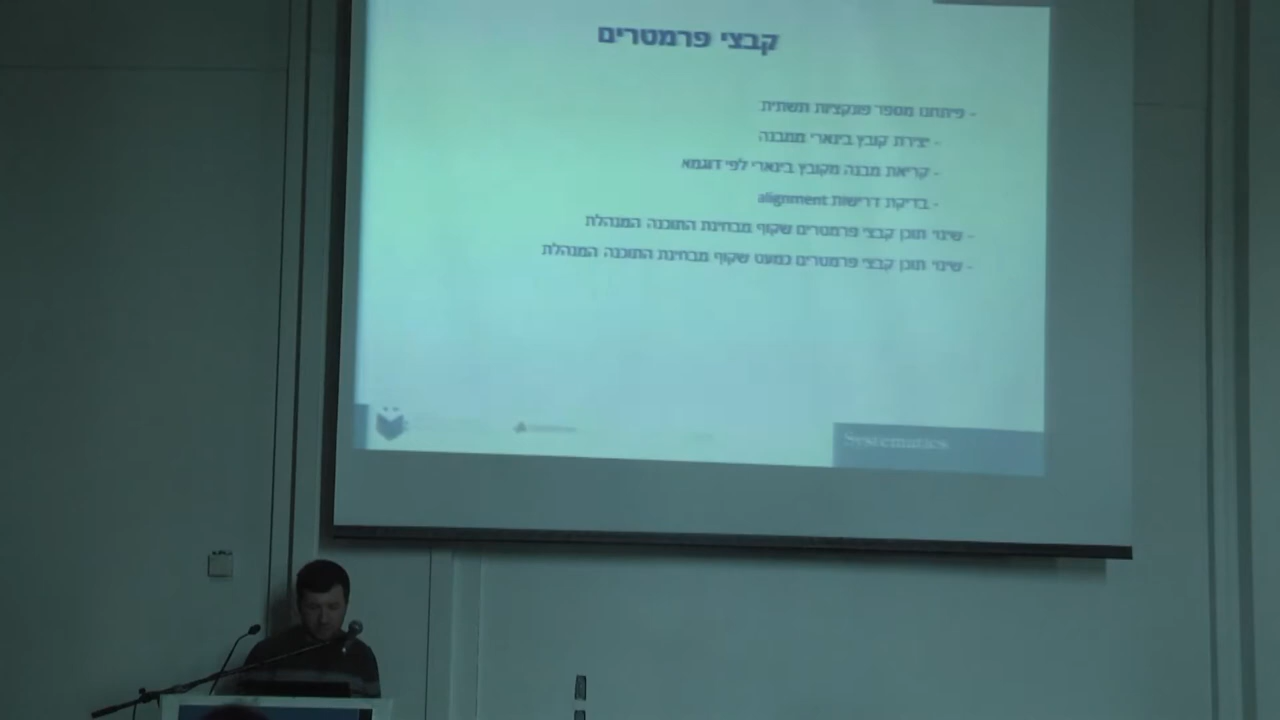 קבצי פרמטרים
- פיתחנו מספר פונקציות תשתית
- יצירת קובץ בינארי ממבנה
- קריאת מבנה מקובץ בינארי לפי דוגמא
- בדיקת דרישות alignment
- שינוי תוכן קבצי פרמטרים שקוף מבחינת התוכנה המנהלת
- שינוי תוכן קבצי פרמטרים כמעט שקוף מבחינת התוכנה המנהלת
Systematics